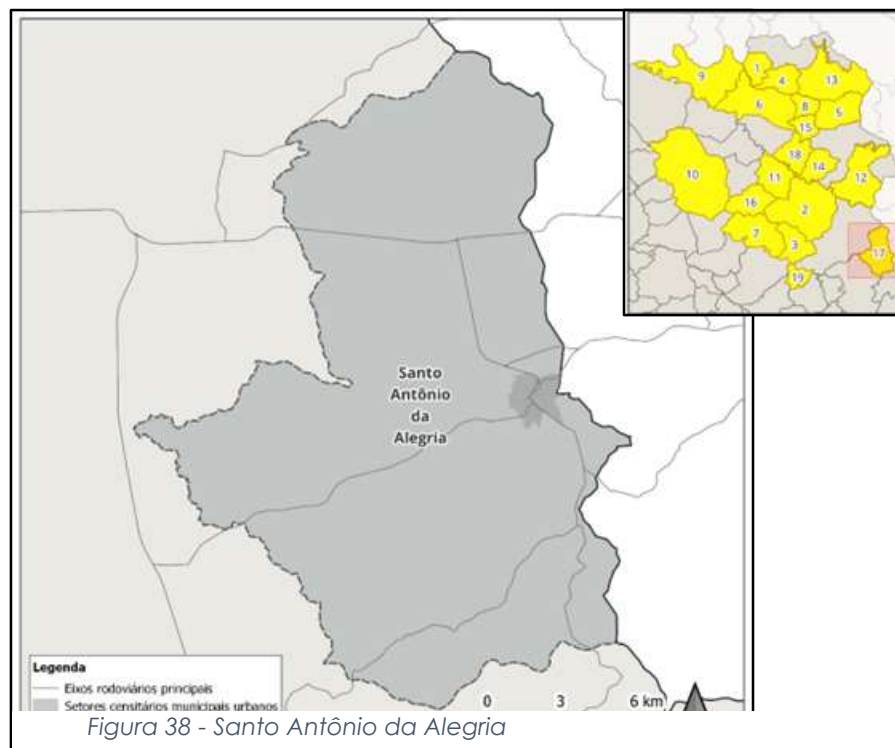 1
4
13
9
6
8
5
15
18
14
12
10
11
16
2
7
3
17
19
Santo
Antônio
da
Alegria
Legenda
Eixos rodoviários principais
Setores censitários municipais urbanos
0 3 6 km
Figura 38 - Santo Antônio da Alegria